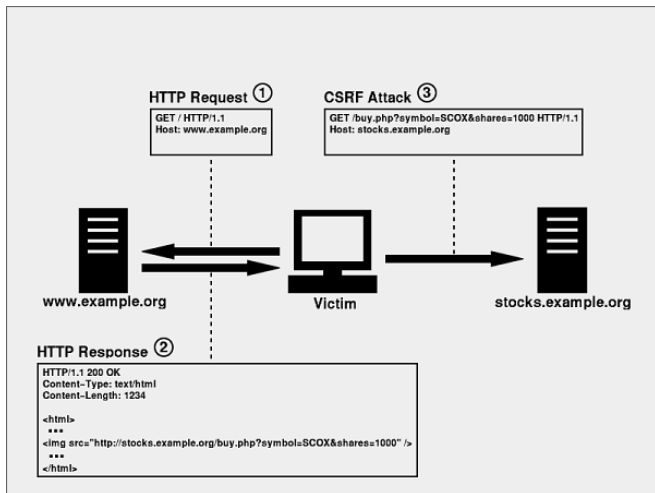 HTTP Request ①
GET / HTTP/1.1
Host: www.example.org
CSRF Attack ③
GET /buy.php?symbol=SCOX&shares=1000 HTTP/1.1
Host: stocks.example.org
www.example.org
Victim
stocks.example.org
HTTP Response ②
HTTP/1.1 200 OK
Content-Type: text/html
Content-Length: 1234
<html>
...
<img src="http://stocks.example.org/buy.php?symbol=SCOX&shares=1000" />
...
</html>